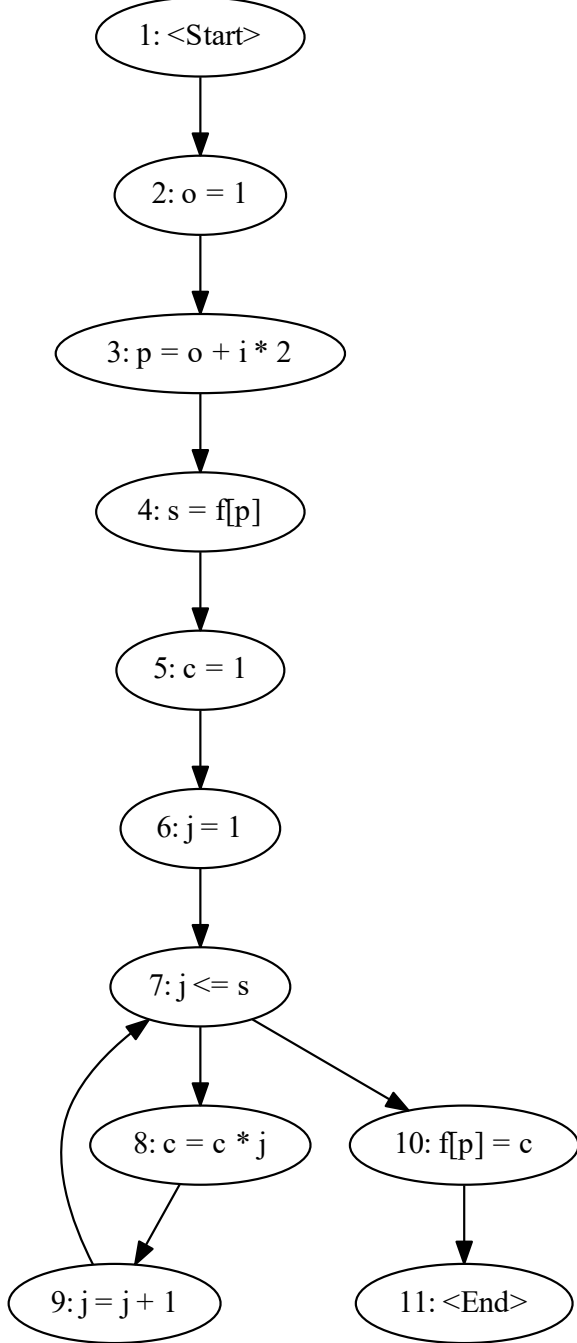 1: <Start>
2: o = 1
3: p = o + i * 2
4: s = f[p]
5: c = 1
6: j = 1
7: j <= s
8: c = c * j
10: f[p] = c
9: j = j + 1
11: <End>